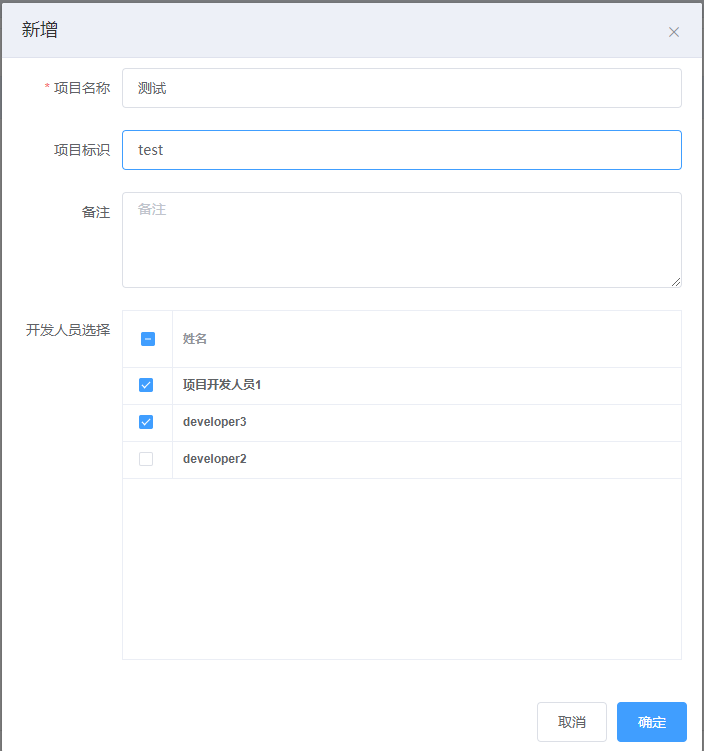 新增
* 项目名称 测试
项目标识 test
备注 备注
开发人员选择 姓名
项目开发人员1
developer3
developer2
取消 确定